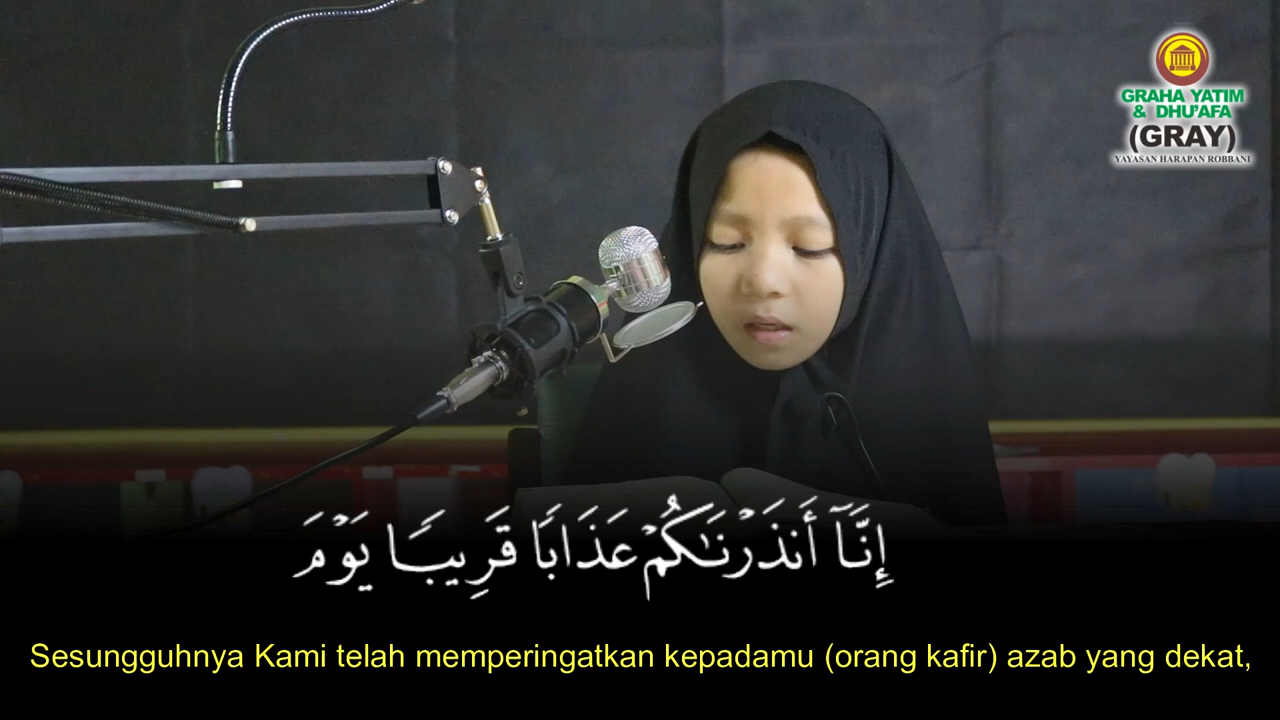 GRAHA YATIM
& DHU'AFA
(GRAY)
YAYASAN HARAPAN ROBBANI
إِنَّآ أَنذَرْنَٰكُمْ عَذَابًا قَرِيبًا يَوْمَ
Sesungguhnya Kami telah memperingatkan kepadamu (orang kafir) azab yang dekat,